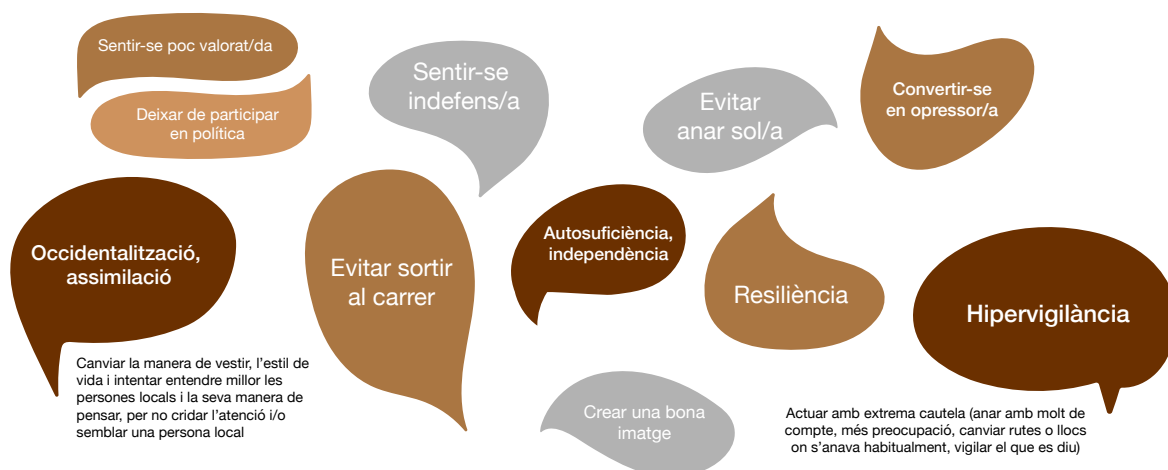 Sentir-se poc valorat/da
Deixar de participar
en política
Sentir-se
indefens/a
Evitar
anar sol/a
Convertir-se
en opressor/a
Occidentalització,
assimilació
Canviar la manera de vestir, l’estil de
vida i intentar entendre millor les
persones locals i la seva manera de
pensar, per no cridar l’atenció i/o
semblar una persona local
Evitar sortir
al carrer
Autosuficiència,
independència
Resiliència
Hipervigilància
Crear una bona
imatge
Actuar amb extrema cautela (anar amb molt de
compte, més preocupació, canviar rutes o llocs
on s’anava habitualment, vigilar el que es diu)